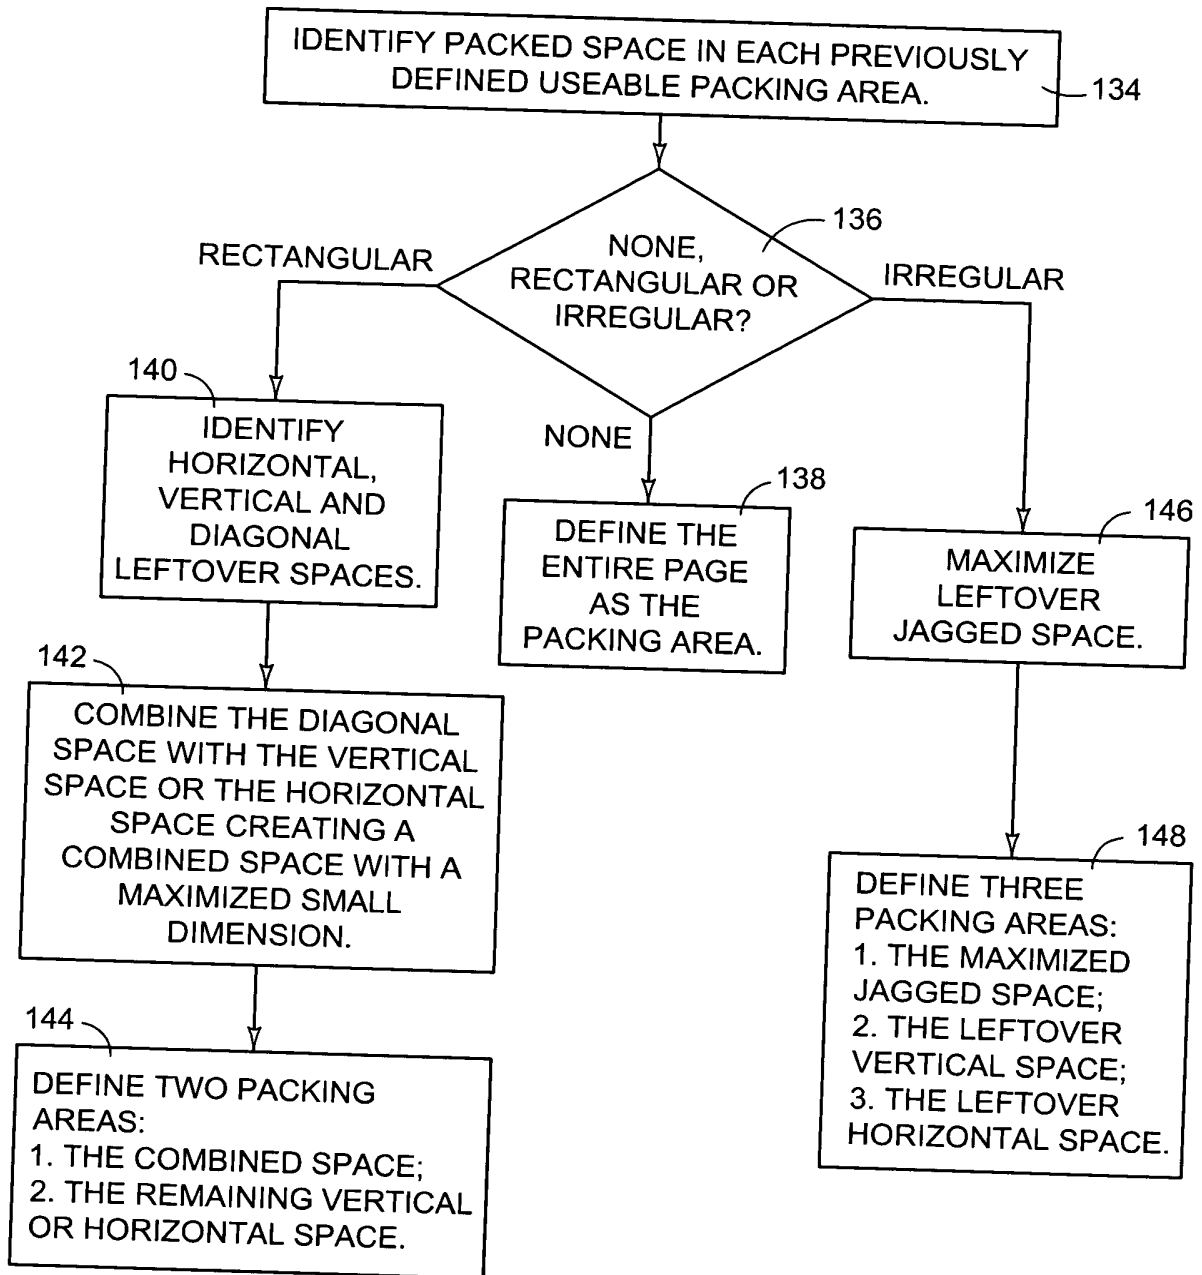 IDENTIFY PACKED SPACE IN EACH PREVIOUSLY
DEFINED USEABLE PACKING AREA.
134
136
NONE,
RECTANGULAR OR
IRREGULAR?
RECTANGULAR
IRREGULAR
NONE
140
IDENTIFY
HORIZONTAL,
VERTICAL AND
DIAGONAL
LEFTOVER SPACES.
138
DEFINE THE
ENTIRE PAGE
AS THE
PACKING AREA.
146
MAXIMIZE
LEFTOVER
JAGGED SPACE.
142
COMBINE THE DIAGONAL
SPACE WITH THE VERTICAL
SPACE OR THE HORIZONTAL
SPACE CREATING A
COMBINED SPACE WITH A
MAXIMIZED SMALL
DIMENSION.
148
DEFINE THREE
PACKING AREAS:
1. THE MAXIMIZED
JAGGED SPACE;
2. THE LEFTOVER
VERTICAL SPACE;
3. THE LEFTOVER
HORIZONTAL SPACE.
144
DEFINE TWO PACKING
AREAS:
1. THE COMBINED SPACE;
2. THE REMAINING VERTICAL
OR HORIZONTAL SPACE.